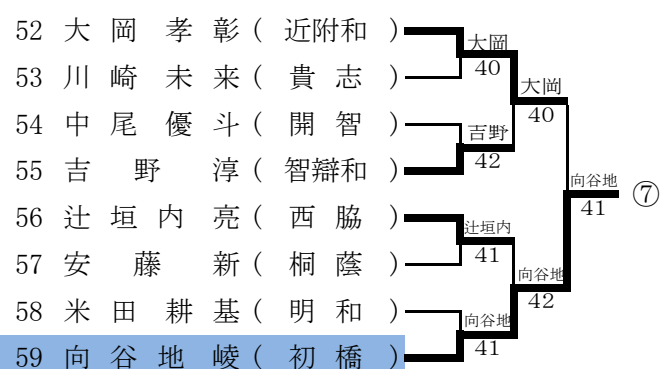 52 大岡孝彰(近附和)
53 川崎未来(貴志)
54 中尾優斗(開智)
55 吉野淳(智辯和)
56 辻垣内亮(西脇)
57 安藤新(桐蔭)
58 米田耕基(明和)
59 向谷地崚(初橋)
大岡
40
吉野
42
辻垣内
41
向谷地
41
大岡
40
向谷地
42
向谷地
41
⑦